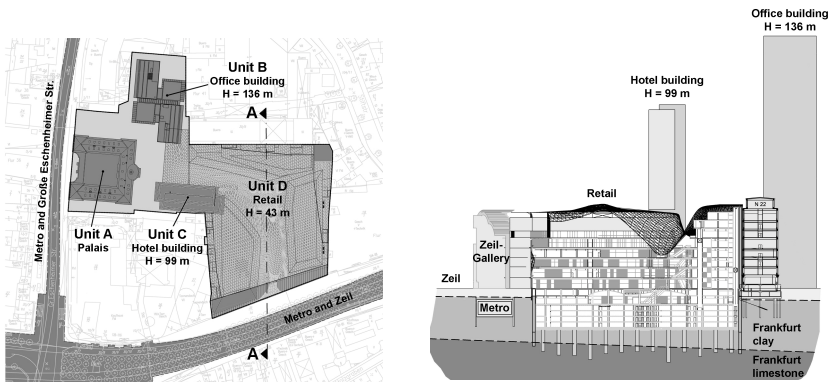 Unit B
Office building
H = 136 m
A
Metro and Große Eschenheimer Str.
Unit D
Retail
H = 43 m
Unit A
Palais
Unit C
Hotel building
H = 99 m
Metro and Zeil
A
Office building
H = 136 m
Hotel building
H = 99 m
Retail
N 22
Zeil-
Gallery
Zeil
Metro
Frankfurt
clay
Frankfurt
limestone